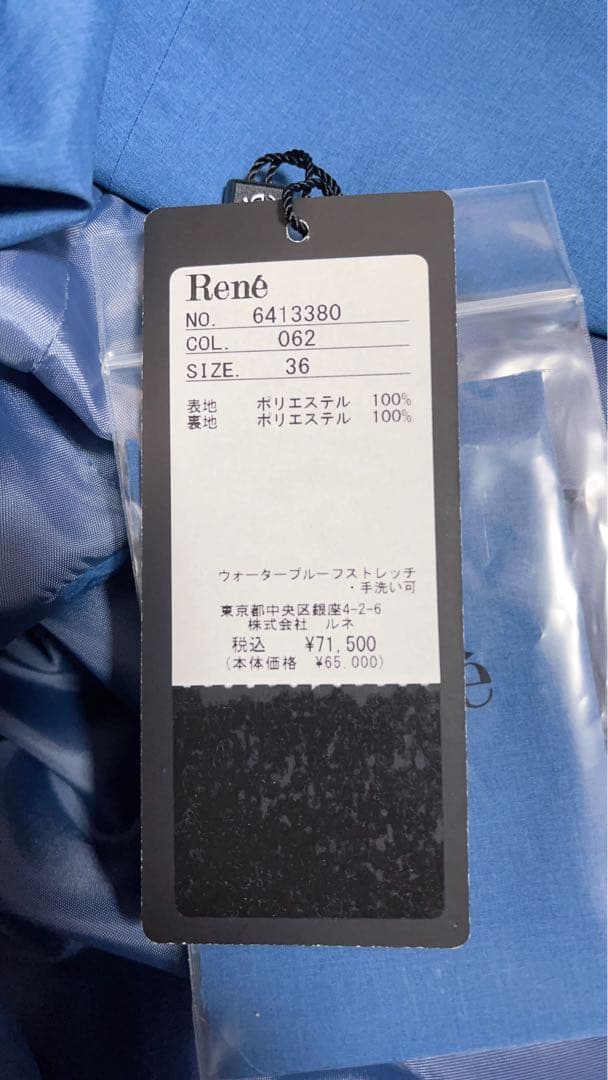 René
NO. 6413380
COL. 062
SIZE. 36
表地 ポリエステル 100%
裏地 ポリエステル 100%
ウォータープルーフストレッチ
・手洗い可
東京都中央区銀座4-2-6
株式会社 ルネ
税込 ¥71,500
(本体価格 ¥65,000)
é